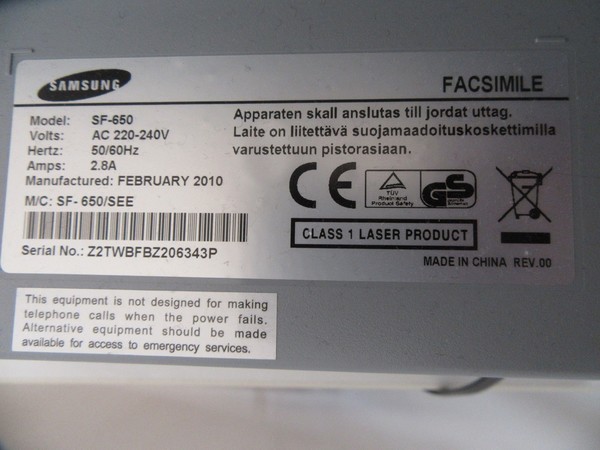 SAMSUNG
FACSIMILE
Model: SF-650
Volts: AC 220-240V
Hertz: 50/60Hz
Amps: 2.8A
Manufactured: FEBRUARY 2010
M/C: SF- 650/SEE
Serial No.: Z2TWBFBZ206343P
Apparaten skall anslutas till jordat uttag.
Laite on liitettävä suojamaadoituskoskettimilla
varustettuun pistorasiaan.
CE
TÜV
Rheinland
Product Safety
GS
CLASS 1 LASER PRODUCT
MADE IN CHINA REV.00
This equipment is not designed for making
telephone calls when the power fails.
Alternative equipment should be made
available for access to emergency services.